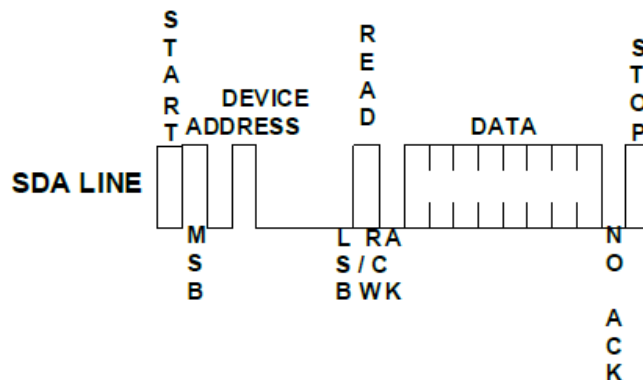 START
DEVICE
ADDRESS
READ
DATA
STOP
SDA LINE
MSB
LSB
R/W
ACK
NO ACK